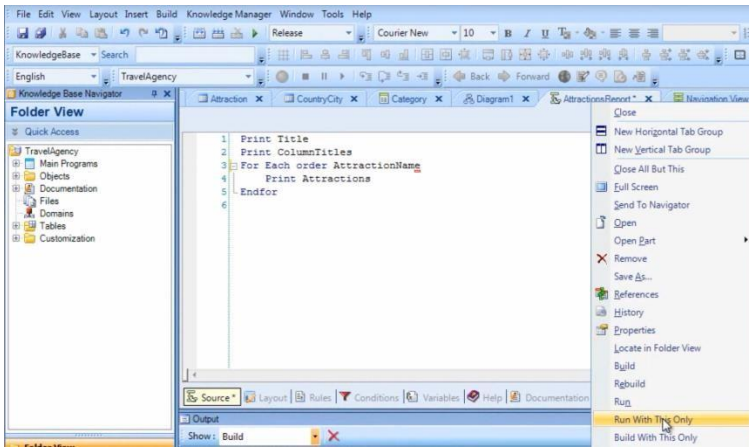 File Edit View Layout Insert Build Knowledge Manager Window Tools Help
Release Courier New 10 B I U
KnowledgeBase Search
English TravelAgency Back Forward
Knowledge Base Navigator
Attraction CountryCity Category Diagram1 AttractionsReport * Navigation View
Folder View
Quick Access
TravelAgency
Main Programs
Objects
Documentation
Files
Domains
Tables
Customization
1 Print Title
2 Print ColumnTitles
3 For Each order AttractionName
4 Print Attractions
5 Endfor
6
Close
New Horizontal Tab Group
New Vertical Tab Group
Close All But This
Full Screen
Send To Navigator
Open
Open Part
Remove
Save As...
References
History
Properties
Locate in Folder View
Build
Rebuild
Run
Run With This Only
Build With This Only
Source * Layout Rules Conditions Variables Help Documentation
Output
Show: Build
Folder View